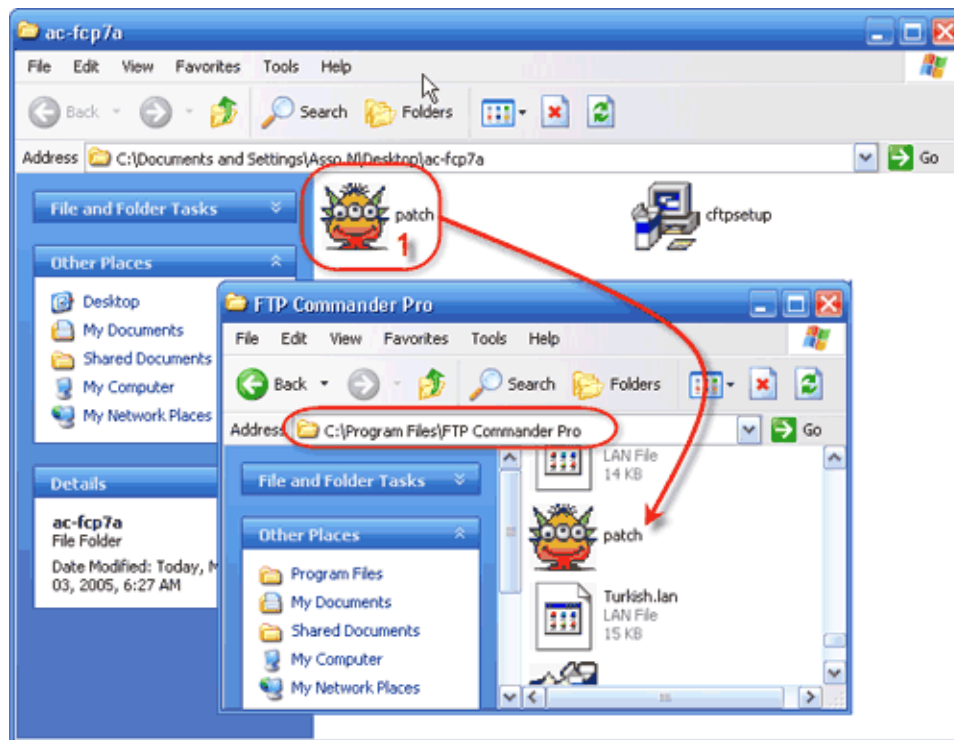 ac-fcp7a
File Edit View Favorites Tools Help
Back Search Folders
Address C:\Documents and Settings\Asso_N\Desktop\ac-fcp7a Go
File and Folder Tasks
Other Places
Desktop
My Documents
Shared Documents
My Computer
My Network Places
Details
ac-fcp7a
File Folder
Date Modified: Today,
03, 2005, 6:27 AM
patch
1
cftpsetup
FTP Commander Pro
File Edit View Favorites Tools Help
Back Search Folders
Address C:\Program Files\FTP Commander Pro Go
File and Folder Tasks
Other Places
Program Files
My Documents
Shared Documents
My Computer
My Network Places
LAN File
14 KB
patch
Turkish.lan
LAN File
15 KB